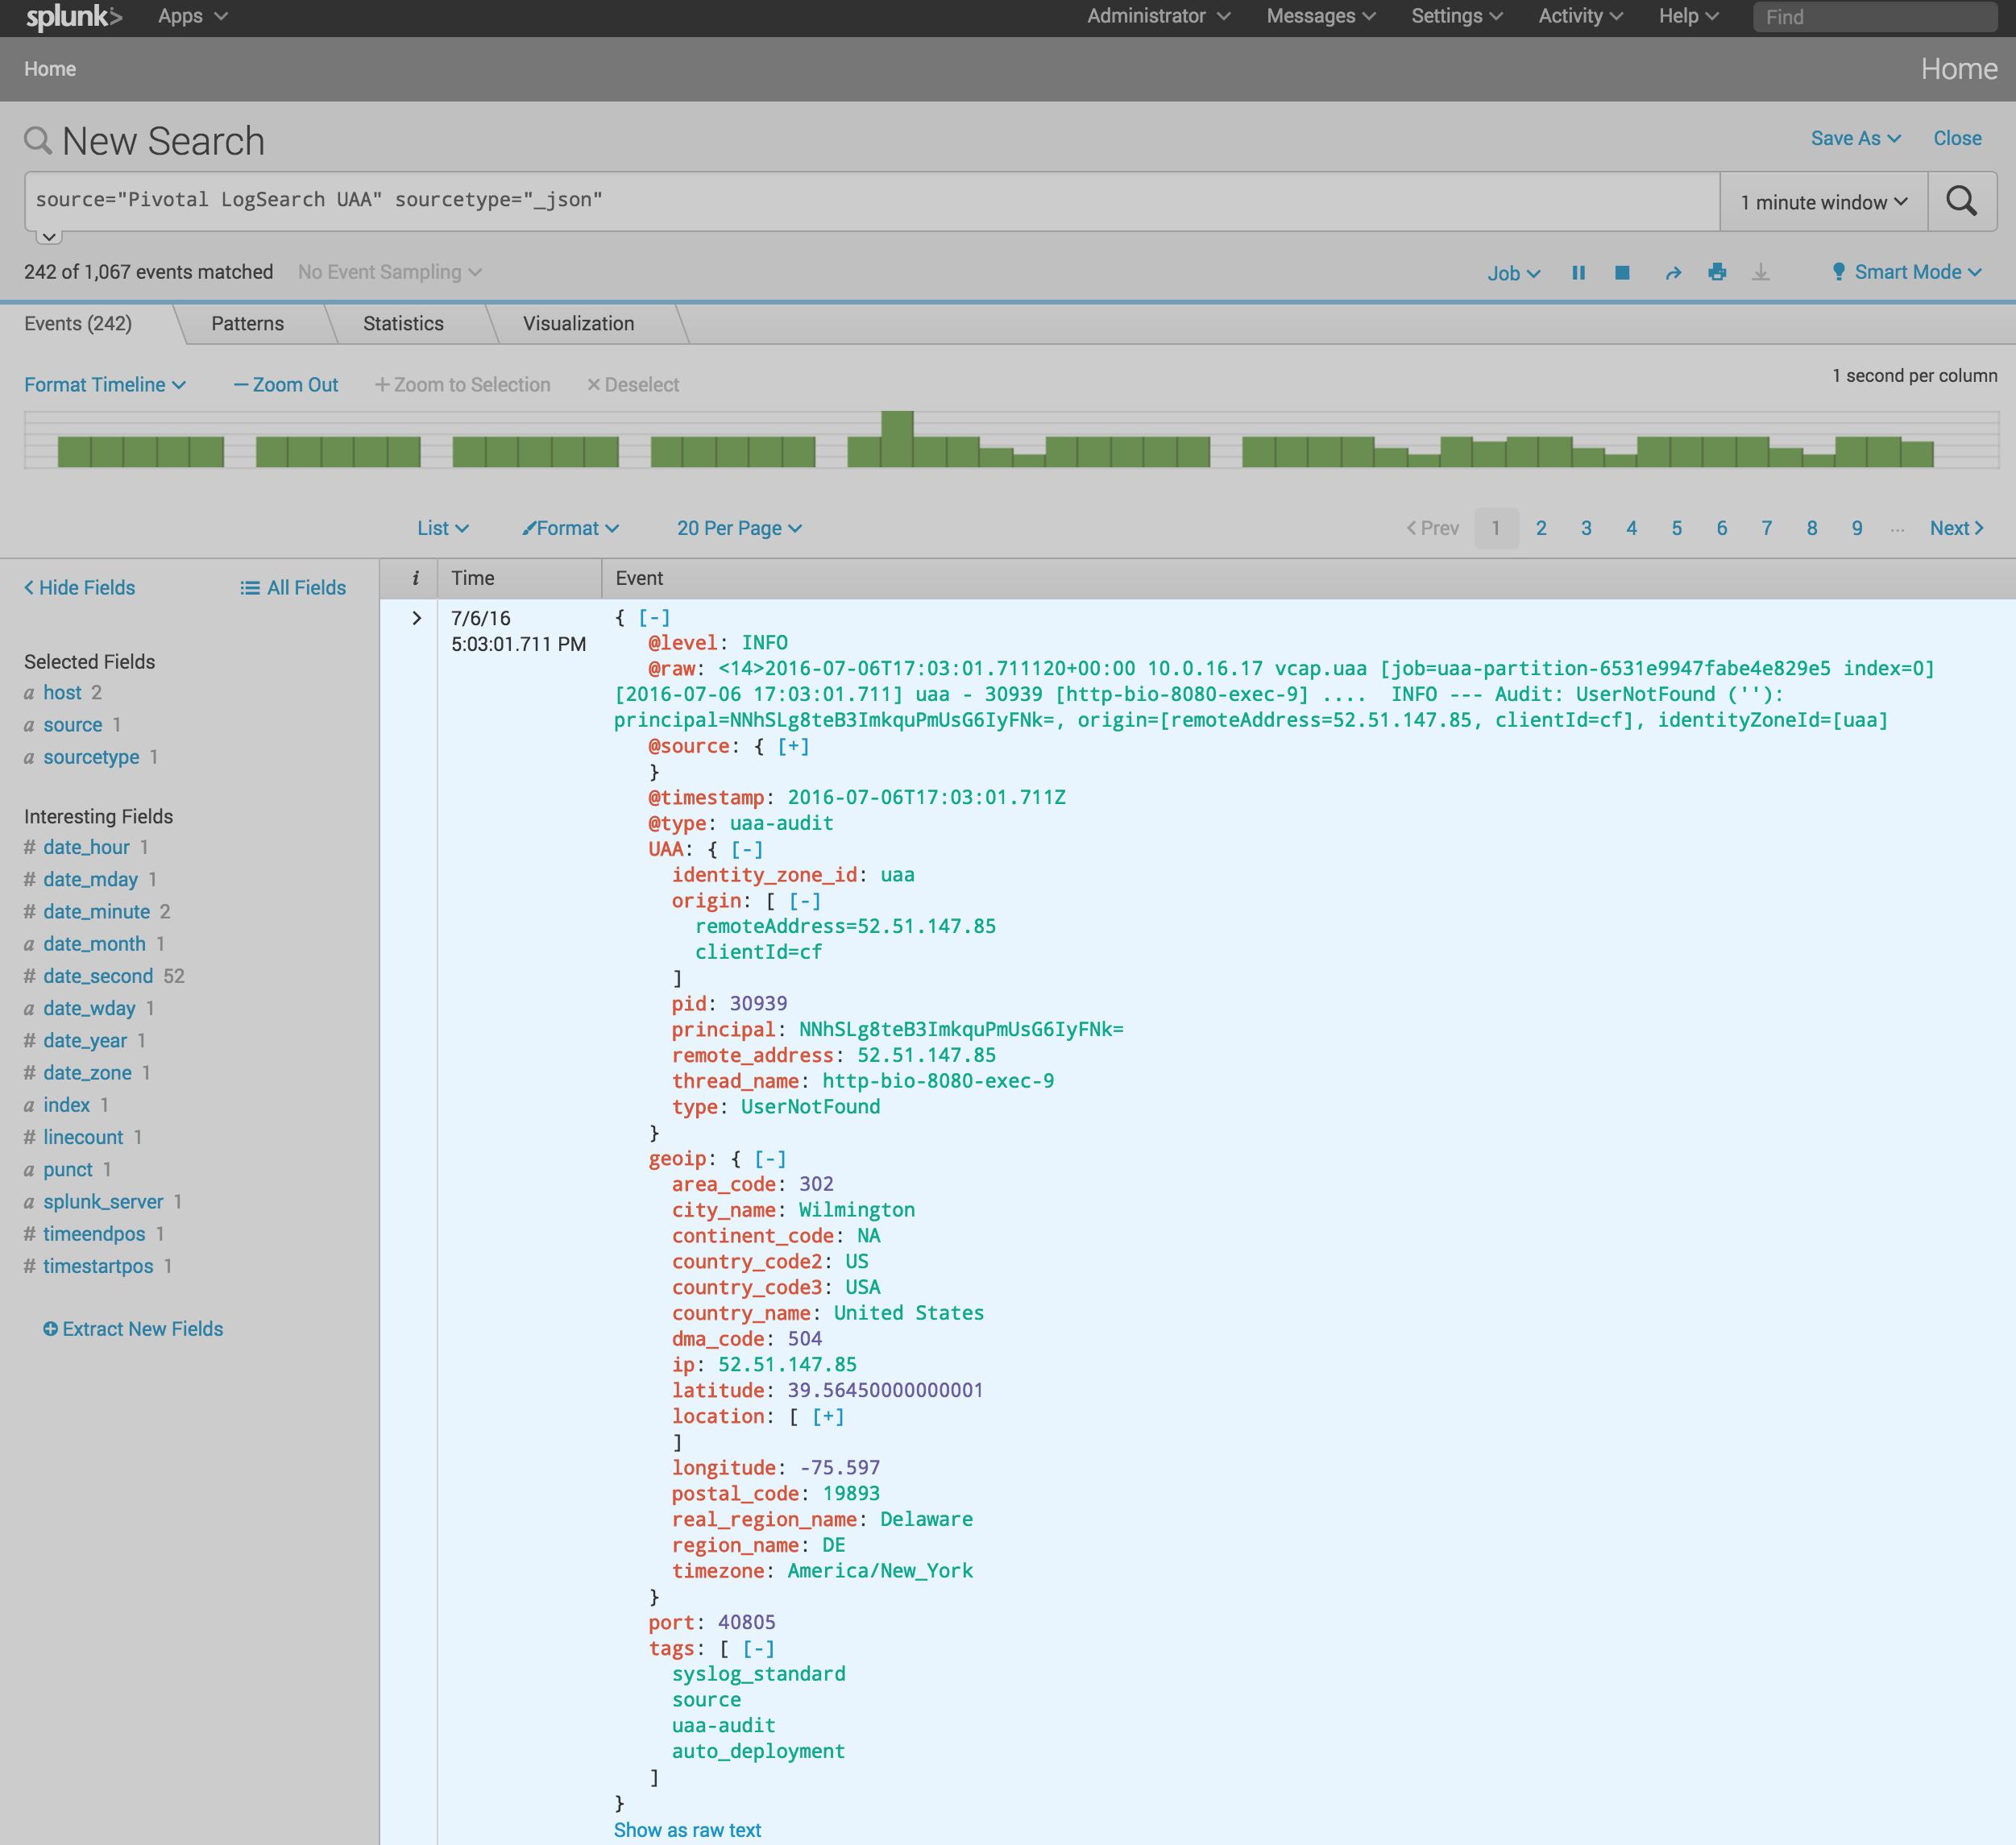 splunk> Apps Administrator Messages Settings Activity Help Find
Home Home
New Search Save As Close
source="Pivotal LogSearch UAA" sourcetype="_json" 1 minute window
242 of 1,067 events matched No Event Sampling Job Smart Mode
Events (242) Patterns Statistics Visualization
Format Timeline — Zoom Out + Zoom to Selection × Deselect 1 second per column
List Format 20 Per Page < Prev 1 2 3 4 5 6 7 8 9 ... Next >
< Hide Fields All Fields
Selected Fields
a host 2
a source 1
a sourcetype 1
Interesting Fields
# date_hour 1
# date_mday 1
# date_minute 2
a date_month 1
# date_second 52
a date_wday 1
# date_year 1
# date_zone 1
a index 1
# linecount 1
a punct 1
a splunk_server 1
# timeendpos 1
# timestartpos 1
Extract New Fields
i Time Event
> 7/6/16
5:03:01.711 PM
{ [-]
@level: INFO
@raw: <14>2016-07-06T17:03:01.711120+00:00 10.0.16.17 vcap.uaa [job=uaa-partition-6531e9947fabe4e829e5 index=0]
[2016-07-06 17:03:01.711] uaa - 30939 [http-bio-8080-exec-9] .... INFO --- Audit: UserNotFound (''):
principal=NNhSLg8teB3ImkquPmUsG6IyFNk=, origin=[remoteAddress=52.51.147.85, clientId=cf], identityZoneId=[uaa]
@source: { [+]
}
@timestamp: 2016-07-06T17:03:01.711Z
@type: uaa-audit
UAA: { [-]
identity_zone_id: uaa
origin: [ [-]
remoteAddress=52.51.147.85
clientId=cf
]
pid: 30939
principal: NNhSLg8teB3ImkquPmUsG6IyFNk=
remote_address: 52.51.147.85
thread_name: http-bio-8080-exec-9
type: UserNotFound
}
geoip: { [-]
area_code: 302
city_name: Wilmington
continent_code: NA
country_code2: US
country_code3: USA
country_name: United States
dma_code: 504
ip: 52.51.147.85
latitude: 39.56450000000001
location: [ [+]
]
longitude: -75.597
postal_code: 19893
real_region_name: Delaware
region_name: DE
timezone: America/New_York
}
port: 40805
tags: [ [-]
syslog_standard
source
uaa-audit
auto_deployment
]
}
Show as raw text